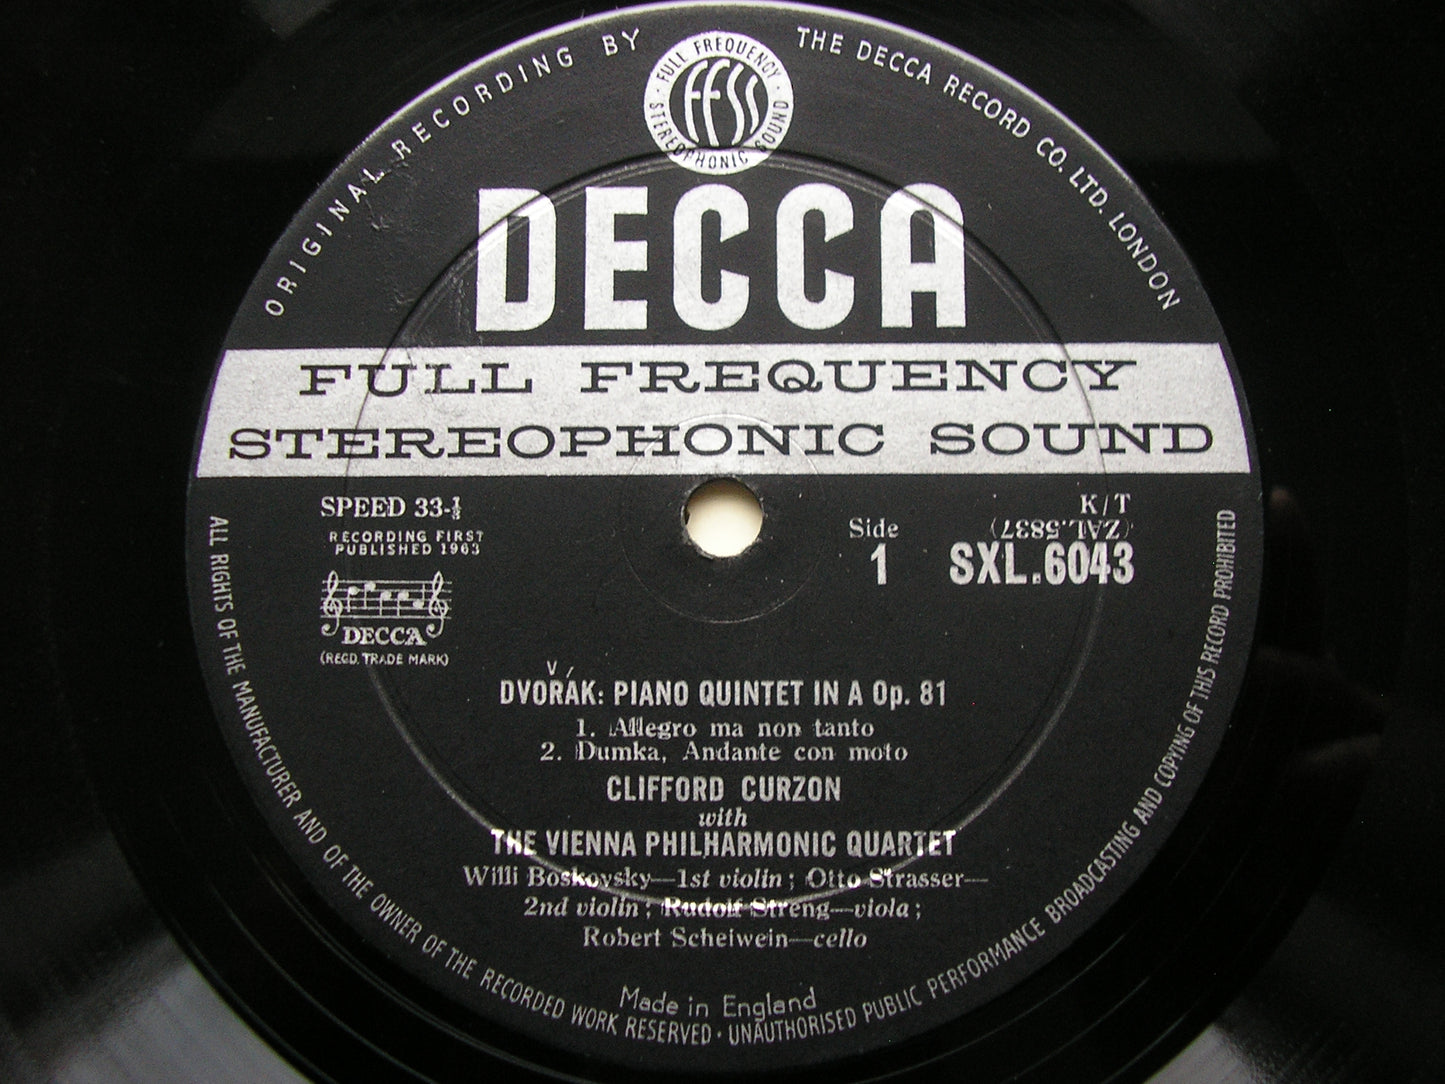 ORIGINAL RECORDING BY THE DECCA RECORD CO. LTD. LONDON
FULL FREQUENCY
FFSS
STEREOPHONIC SOUND
DECCA
FULL FREQUENCY
STEREOPHONIC SOUND
SPEED 33-⅓
RECORDING FIRST
PUBLISHED 1963
DECCA
(REGD. TRADE MARK)
Side
1
K/T
(ZAL.5837)
SXL.6043
DVOŘÁK: PIANO QUINTET IN A Op. 81
1. Allegro ma non tanto
2. Dumka, Andante con moto
CLIFFORD CURZON
with
THE VIENNA PHILHARMONIC QUARTET
Willi Boskovsky—1st violin; Otto Strasser—
2nd violin; Rudolf Streng—viola;
Robert Scheiwein—cello
Made in England
ALL RIGHTS OF THE MANUFACTURER AND OF THE OWNER OF THE RECORDED WORK RESERVED · UNAUTHORISED PUBLIC PERFORMANCE BROADCASTING AND COPYING OF THIS RECORD PROHIBITED